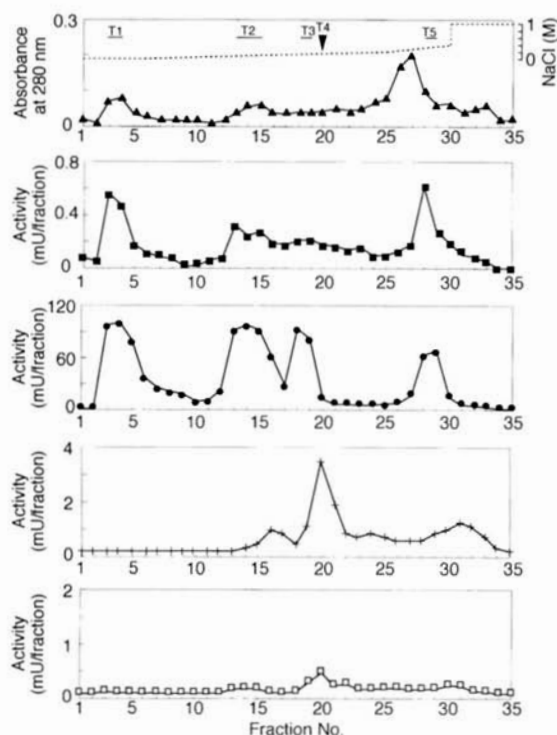 T1 T2 T3 T4 T5
0.3
0
Absorbance
at 280 nm
1
0
NaCl (M)
1 5 10 15 20 25 30 35
0.8
0.4
0
Activity
(mU/fraction)
1 5 10 15 20 25 30 35
120
60
0
Activity
(mU/fraction)
1 5 10 15 20 25 30 35
4
2
0
Activity
(mU/fraction)
1 5 10 15 20 25 30 35
2
1
0
Activity
(mU/fraction)
1 5 10 15 20 25 30 35
Fraction No.